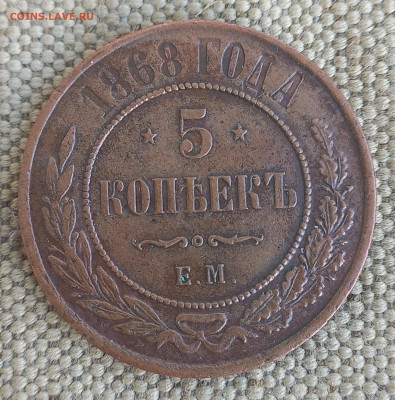 COINS.LAVE.RU
1868 ГОДА
5
КОПѢЕКЪ
Е.М.